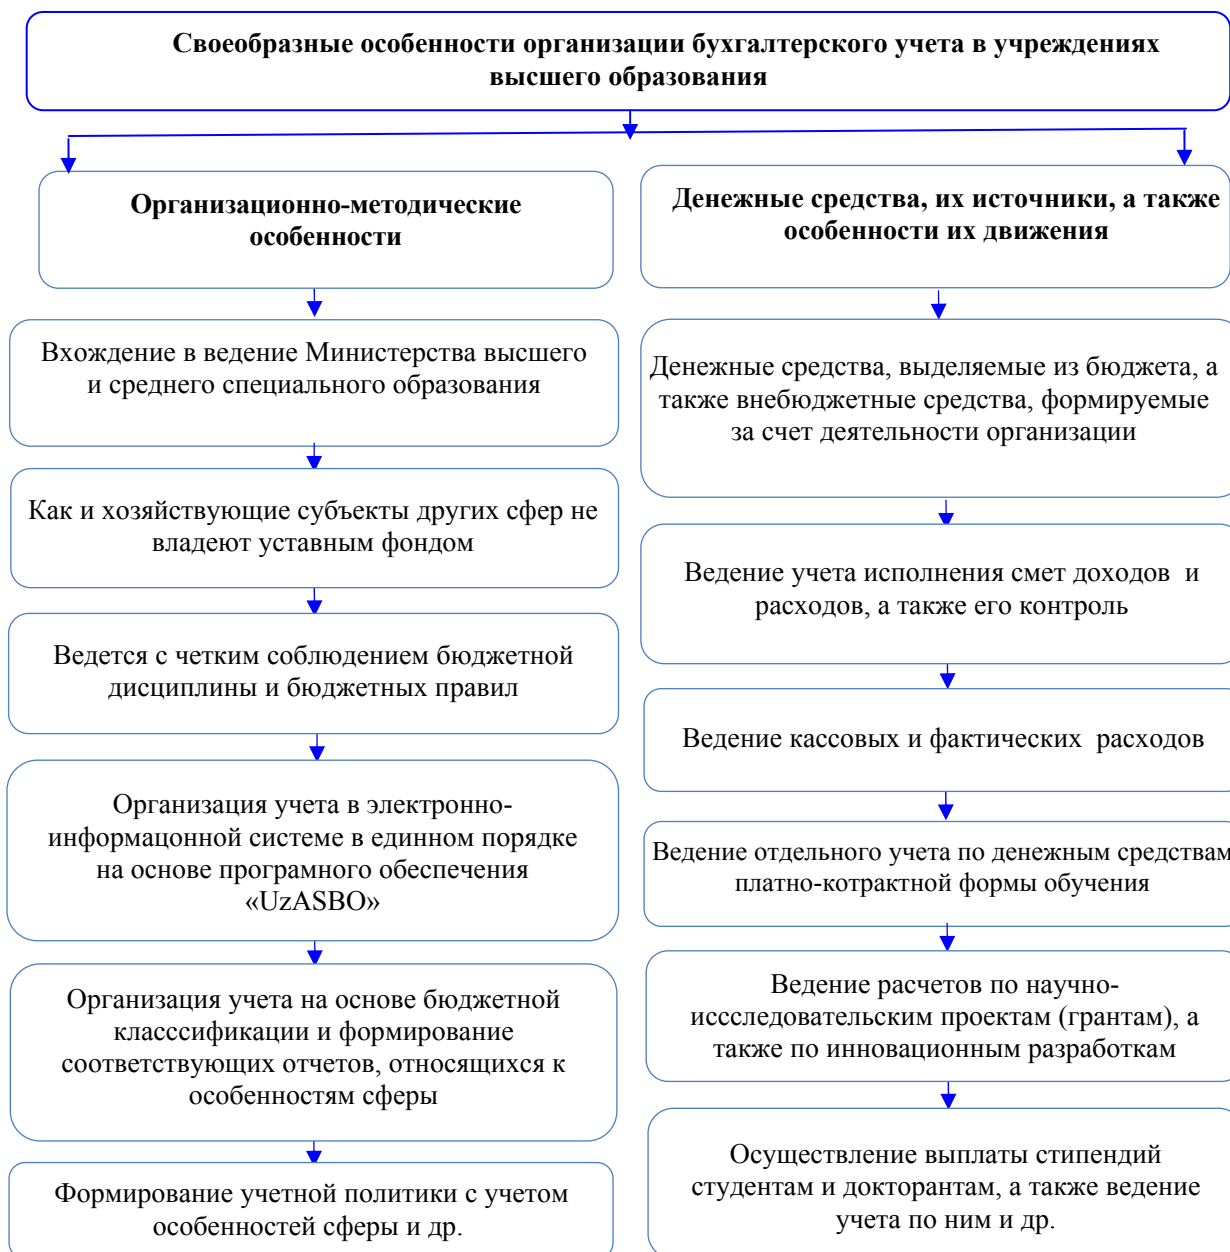 Своеобразные особенности организации бухгалтерского учета в учреждениях
высшего образования
Организационно-методические
особенности
Вхождение в ведение Министерства высшего
и среднего специального образования
Как и хозяйствующие субъекты других сфер не
владеют уставным фондом
Ведется с четким соблюдением бюджетной
дисциплины и бюджетных правил
Организация учета в электронно-
информацонной системе в единном порядке
на основе програмного обеспечения
«UzASBO»
Организация учета на основе бюджетной
класссификации и формирование
соответствующих отчетов, относящихся к
особенностям сферы
Формирование учетной политики с учетом
особенностей сферы и др.
Денежные средства, их источники, а также
особенности их движения
Денежные средства, выделяемые из бюджета, а
также внебюджетные средства, формируемые
за счет деятельности организации
Ведение учета исполнения смет доходов и
расходов, а также его контроль
Ведение кассовых и фактических расходов
Ведение отдельного учета по денежным средствам
платно-котрактной формы обучения
Ведение расчетов по научно-
иссследовательским проектам (грантам), а
также по инновационным разработкам
Осуществление выплаты стипендий
студентам и докторантам, а также ведение
учета по ним и др.